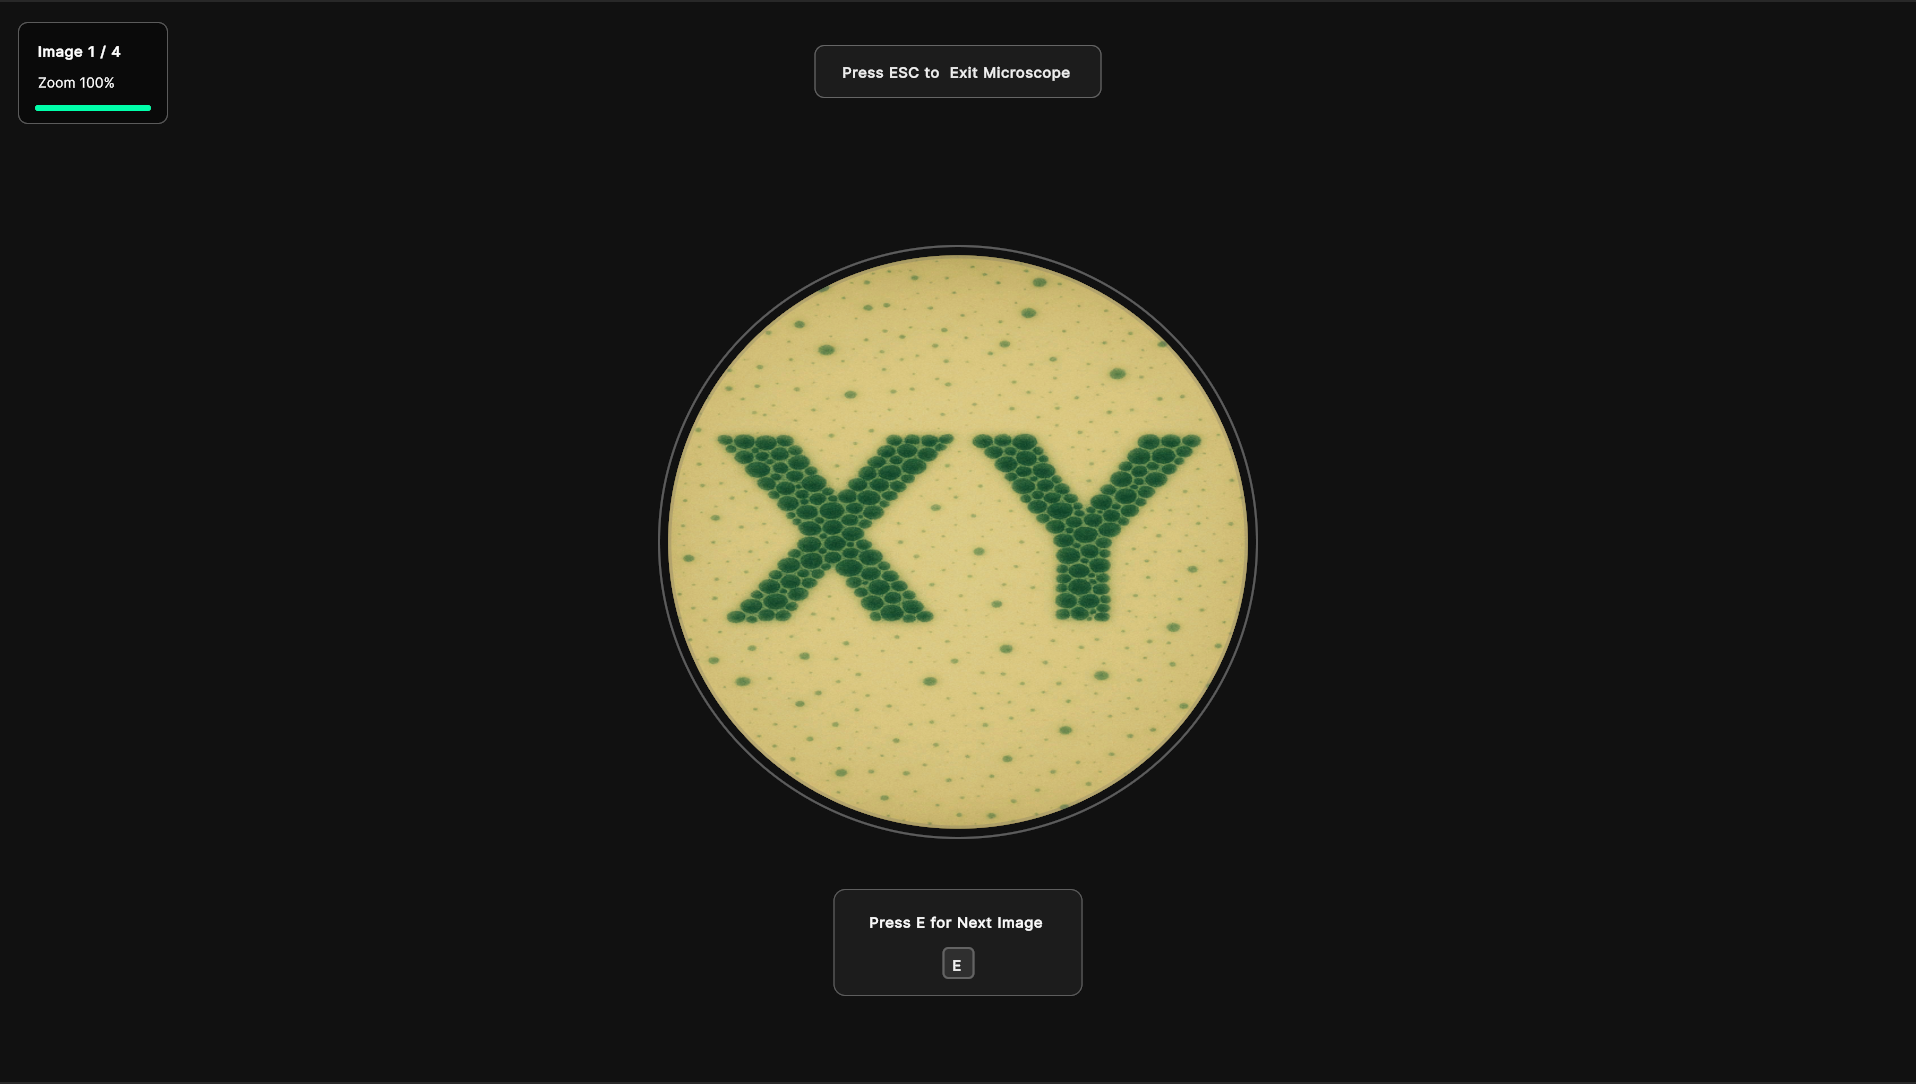 Image 1 / 4
Zoom 100%
Press ESC to Exit Microscope
XY
Press E for Next Image
E